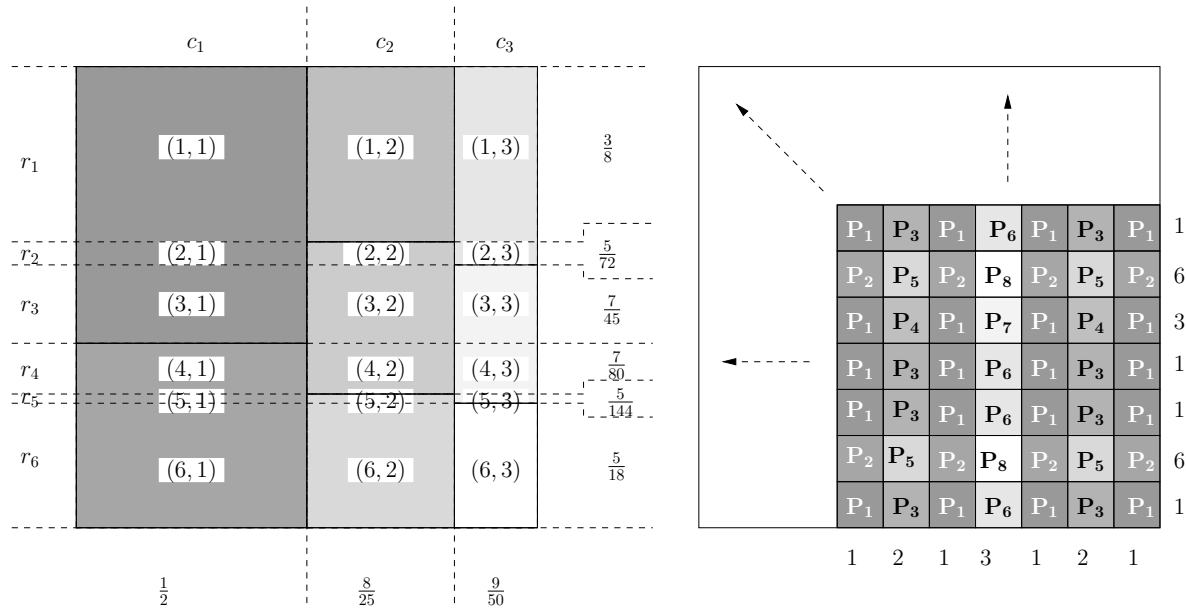 c₁ c₂ c₃
r₁ (1, 1) (1, 2) (1, 3) 3/8
r₂ (2, 1) (2, 2) (2, 3) 5/72
r₃ (3, 1) (3, 2) (3, 3) 7/45
r₄ (4, 1) (4, 2) (4, 3) 7/80
r₅ (5, 1) (5, 2) (5, 3) 5/144
r₆ (6, 1) (6, 2) (6, 3) 5/18
1/2 8/25 9/50
P₁ P₃ P₁ P₆ P₁ P₃ P₁ 1
P₂ P₅ P₂ P₈ P₂ P₅ P₂ 6
P₁ P₄ P₁ P₇ P₁ P₄ P₁ 3
P₁ P₃ P₁ P₆ P₁ P₃ P₁ 1
P₁ P₃ P₁ P₆ P₁ P₃ P₁ 1
P₂ P₅ P₂ P₈ P₂ P₅ P₂ 6
P₁ P₃ P₁ P₆ P₁ P₃ P₁ 1
1 2 1 3 1 2 1